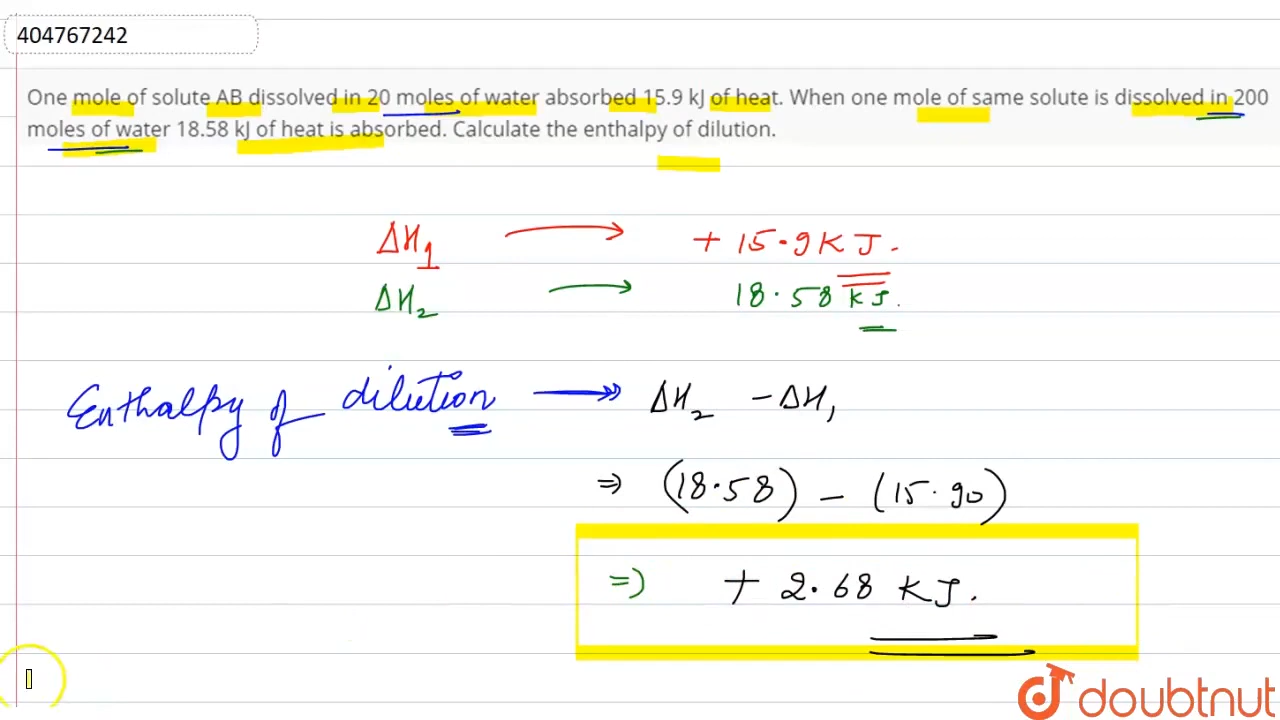 404767242
One mole of solute AB dissolved in 20 moles of water absorbed 15.9 kJ of heat. When one mole of same solute is dissolved in 200
moles of water 18.58 kJ of heat is absorbed. Calculate the enthalpy of dilution.
ΔH₁ → + 15.9 KJ.
ΔH₂ → 18.58 KJ.
Enthalpy of dilution → ΔH₂ - ΔH₁
⇒ (18.58) - (15.90)
⇒ + 2.68 KJ.
doubtnut